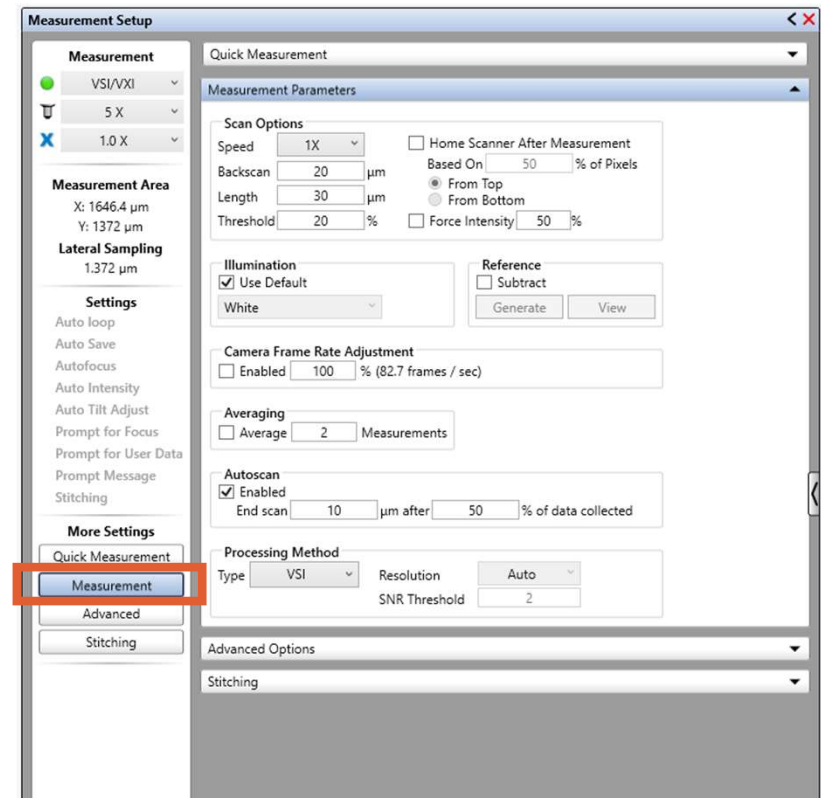 Measurement Setup
Measurement
VSI/VXI
5 X
1.0 X
Measurement Area
X: 1646.4 µm
Y: 1372 µm
Lateral Sampling
1.372 µm
Settings
Auto loop
Auto Save
Autofocus
Auto Intensity
Auto Tilt Adjust
Prompt for Focus
Prompt for User Data
Prompt Message
Stitching
More Settings
Quick Measurement
Measurement
Advanced
Stitching
Quick Measurement
Measurement Parameters
Scan Options
Speed 1X
Backscan 20 µm
Length 30 µm
Threshold 20 %
Home Scanner After Measurement
Based On 50 % of Pixels
From Top
From Bottom
Force Intensity 50 %
Illumination
Use Default
White
Reference
Subtract
Generate View
Camera Frame Rate Adjustment
Enabled 100 % (82.7 frames / sec)
Averaging
Average 2 Measurements
Autoscan
Enabled
End scan 10 µm after 50 % of data collected
Processing Method
Type VSI Resolution Auto
SNR Threshold 2
Advanced Options
Stitching